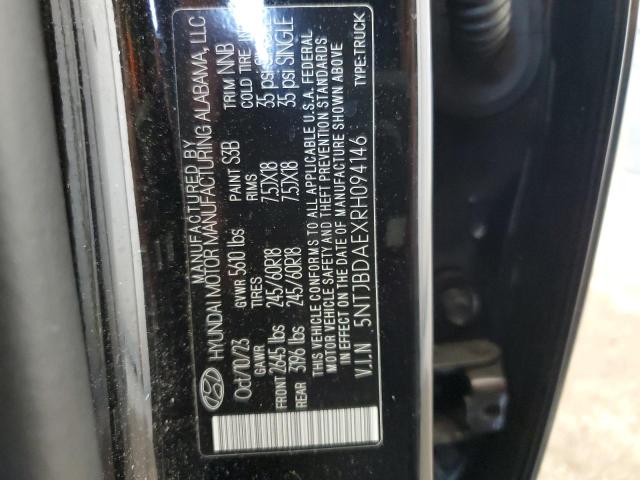 MANUFACTURED BY
HYUNDAI MOTOR MANUFACTURING ALABAMA, LLC
Oct/10/23 GVWR 5610 lbs PAINT S3B TRIM NNB
GAWR TIRES RIMS COLD TIRE
FRONT 2645 lbs 245/60R18 7.5JX18 35 psi SINGLE
REAR 3196 lbs 245/60R18 7.5JX18 35 psi SINGLE
THIS VEHICLE CONFORMS TO ALL APPLICABLE U.S.A. FEDERAL
MOTOR VEHICLE SAFETY AND THEFT PREVENTION STANDARDS
IN EFFECT ON THE DATE OF MANUFACTURE SHOWN ABOVE
V.I.N 5NTJBDAEXRH094146 TYPE:TRUCK